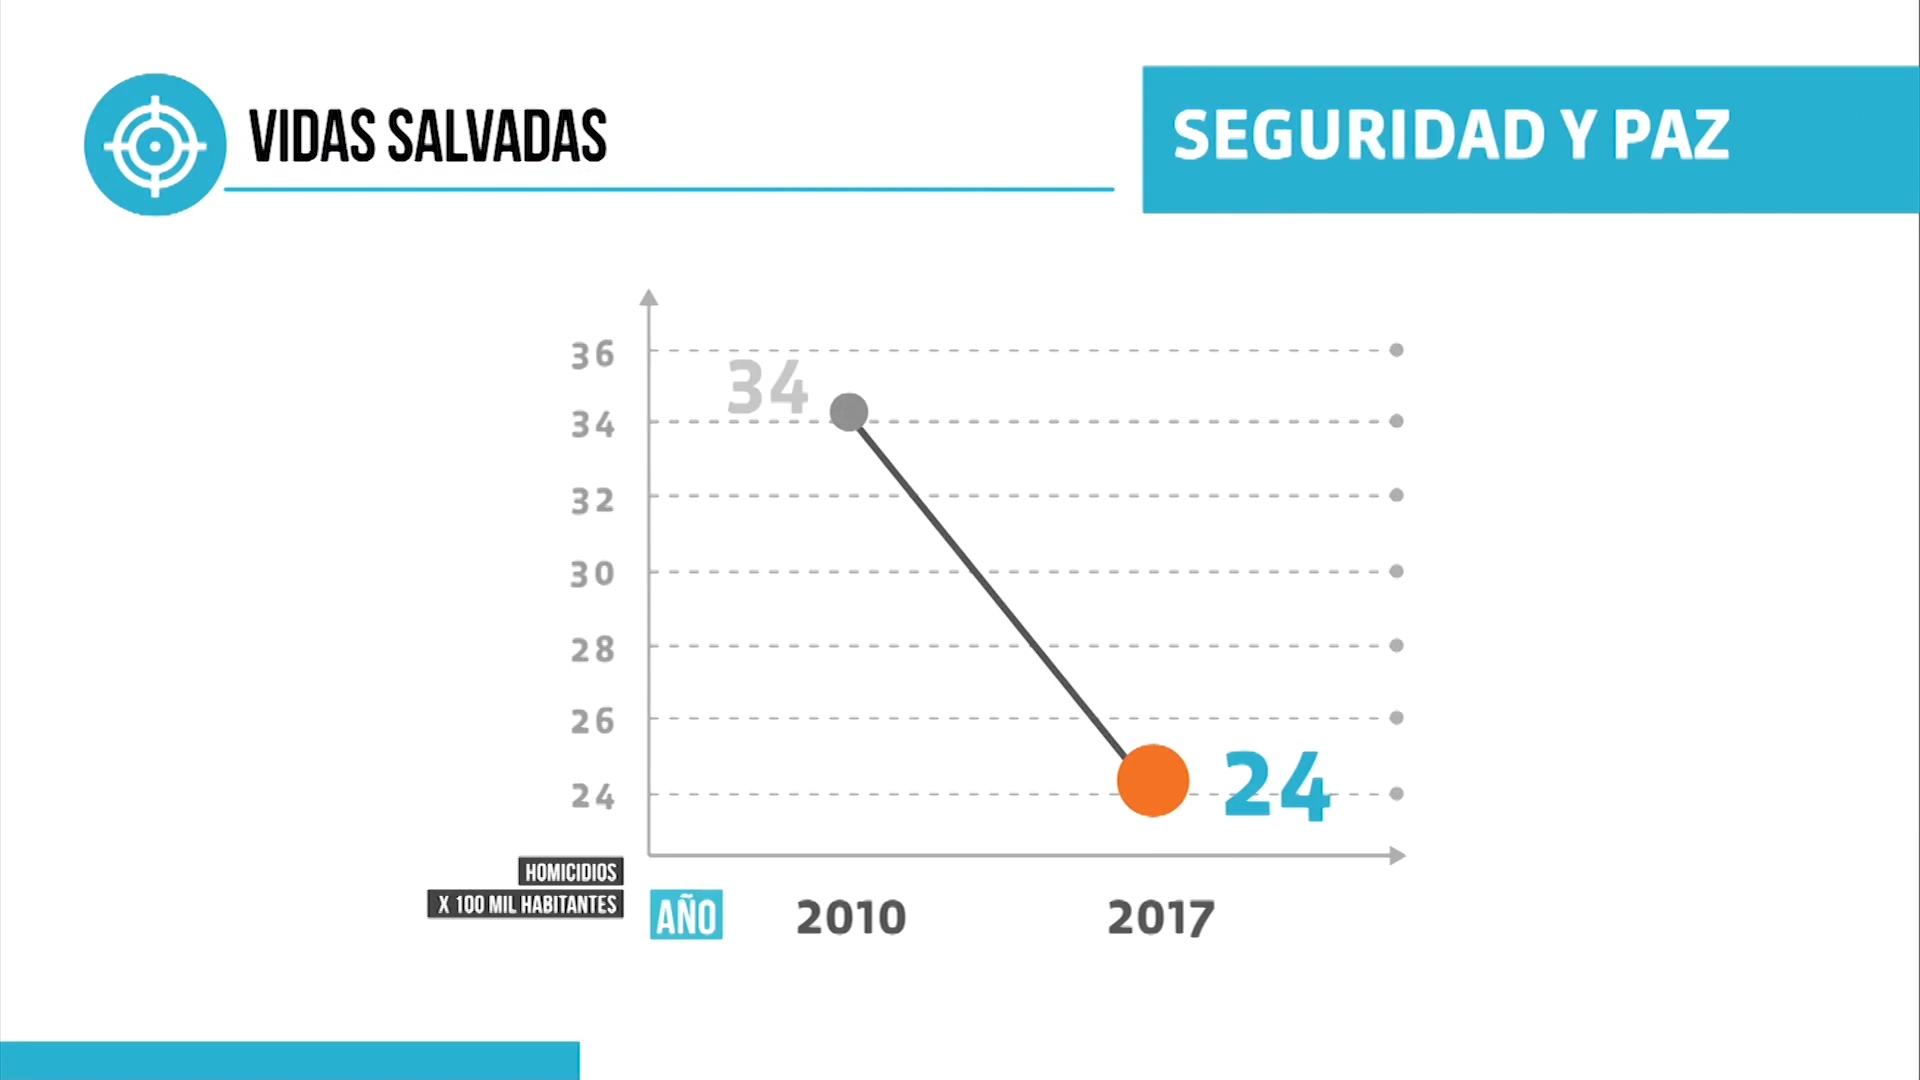 VIDAS SALVADAS
SEGURIDAD Y PAZ
36
34
34
32
30
28
26
24
24
HOMICIDIOS
X 100 MIL HABITANTES
AÑO
2010
2017